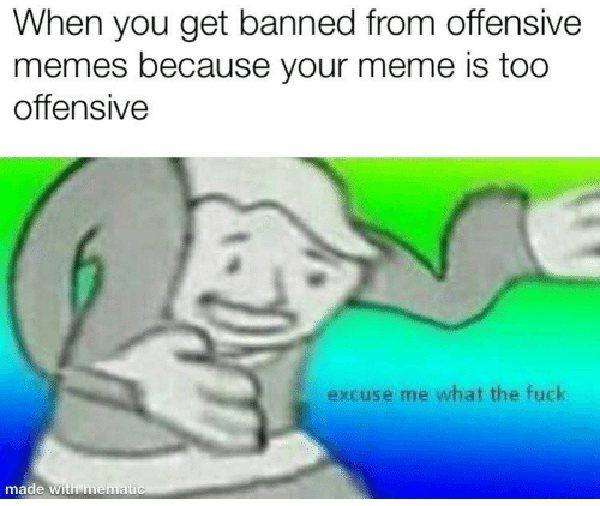 When you get banned from offensive
memes because your meme is too
offensive
excuse me what the fuck
made with mematic